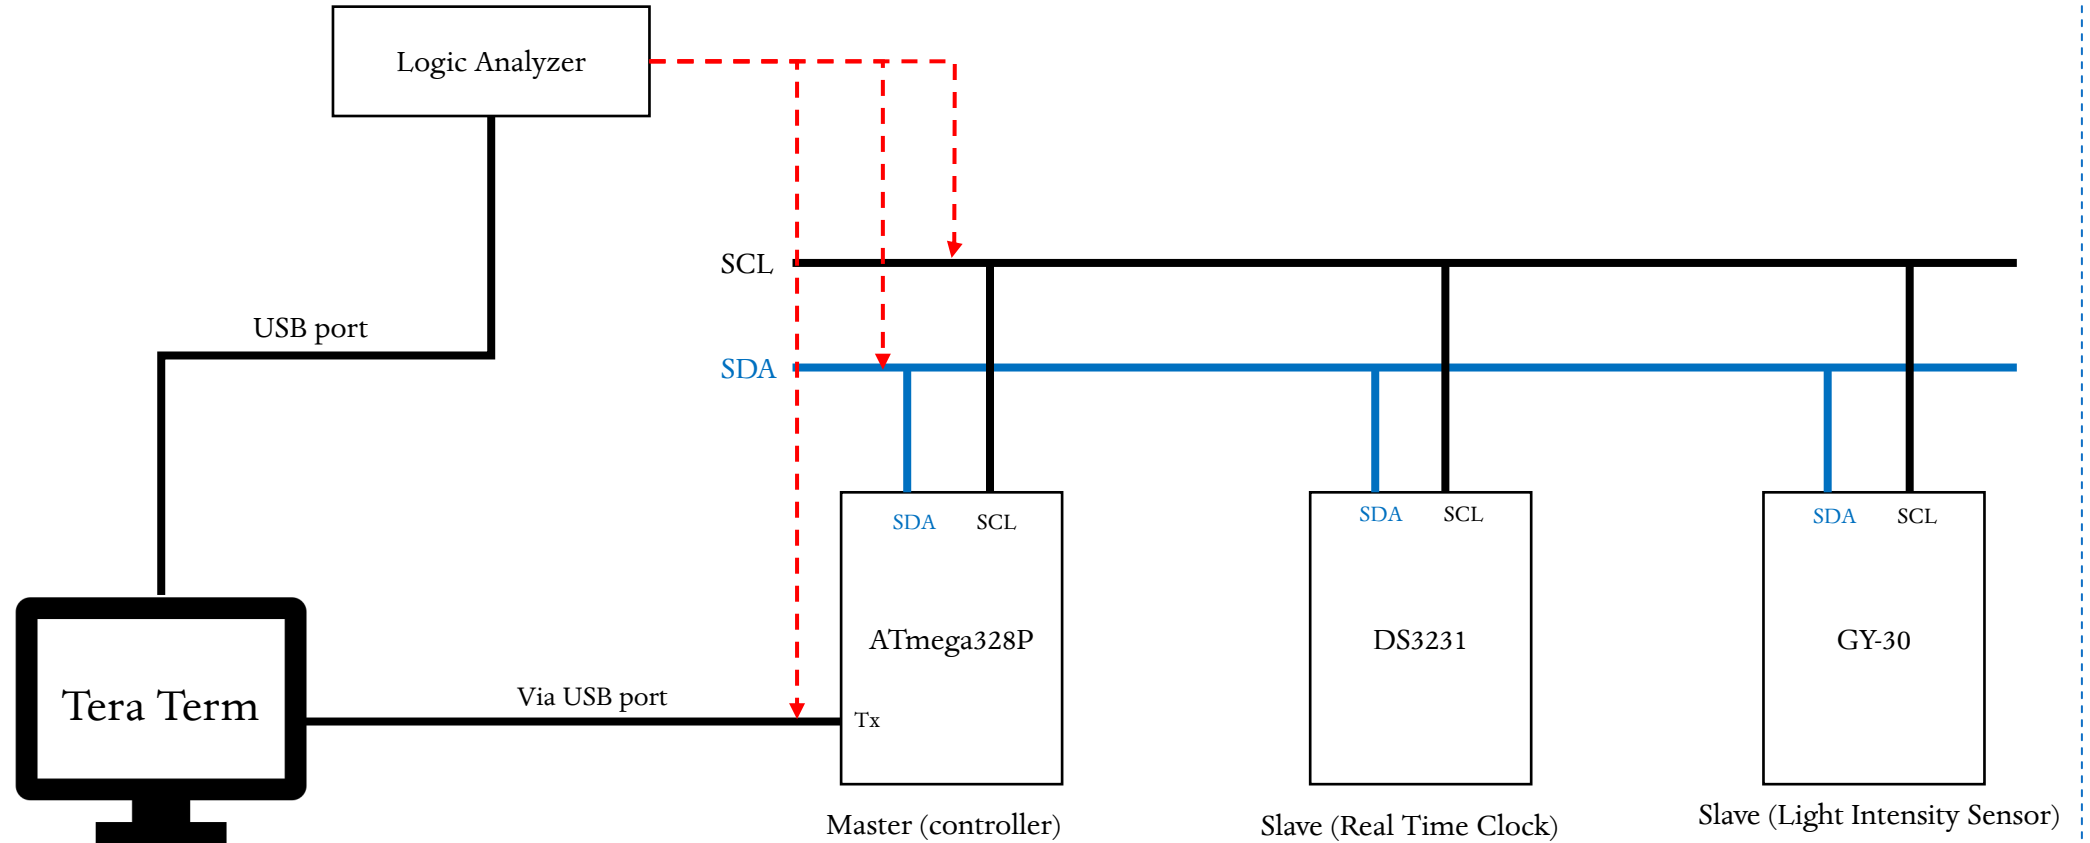 Logic Analyzer
SCL
USB port
SDA
SDA SCL
SDA SCL
SDA SCL
ATmega328P
DS3231
GY-30
Tera Term
Via USB port
Tx
Master (controller)
Slave (Real Time Clock)
Slave (Light Intensity Sensor)